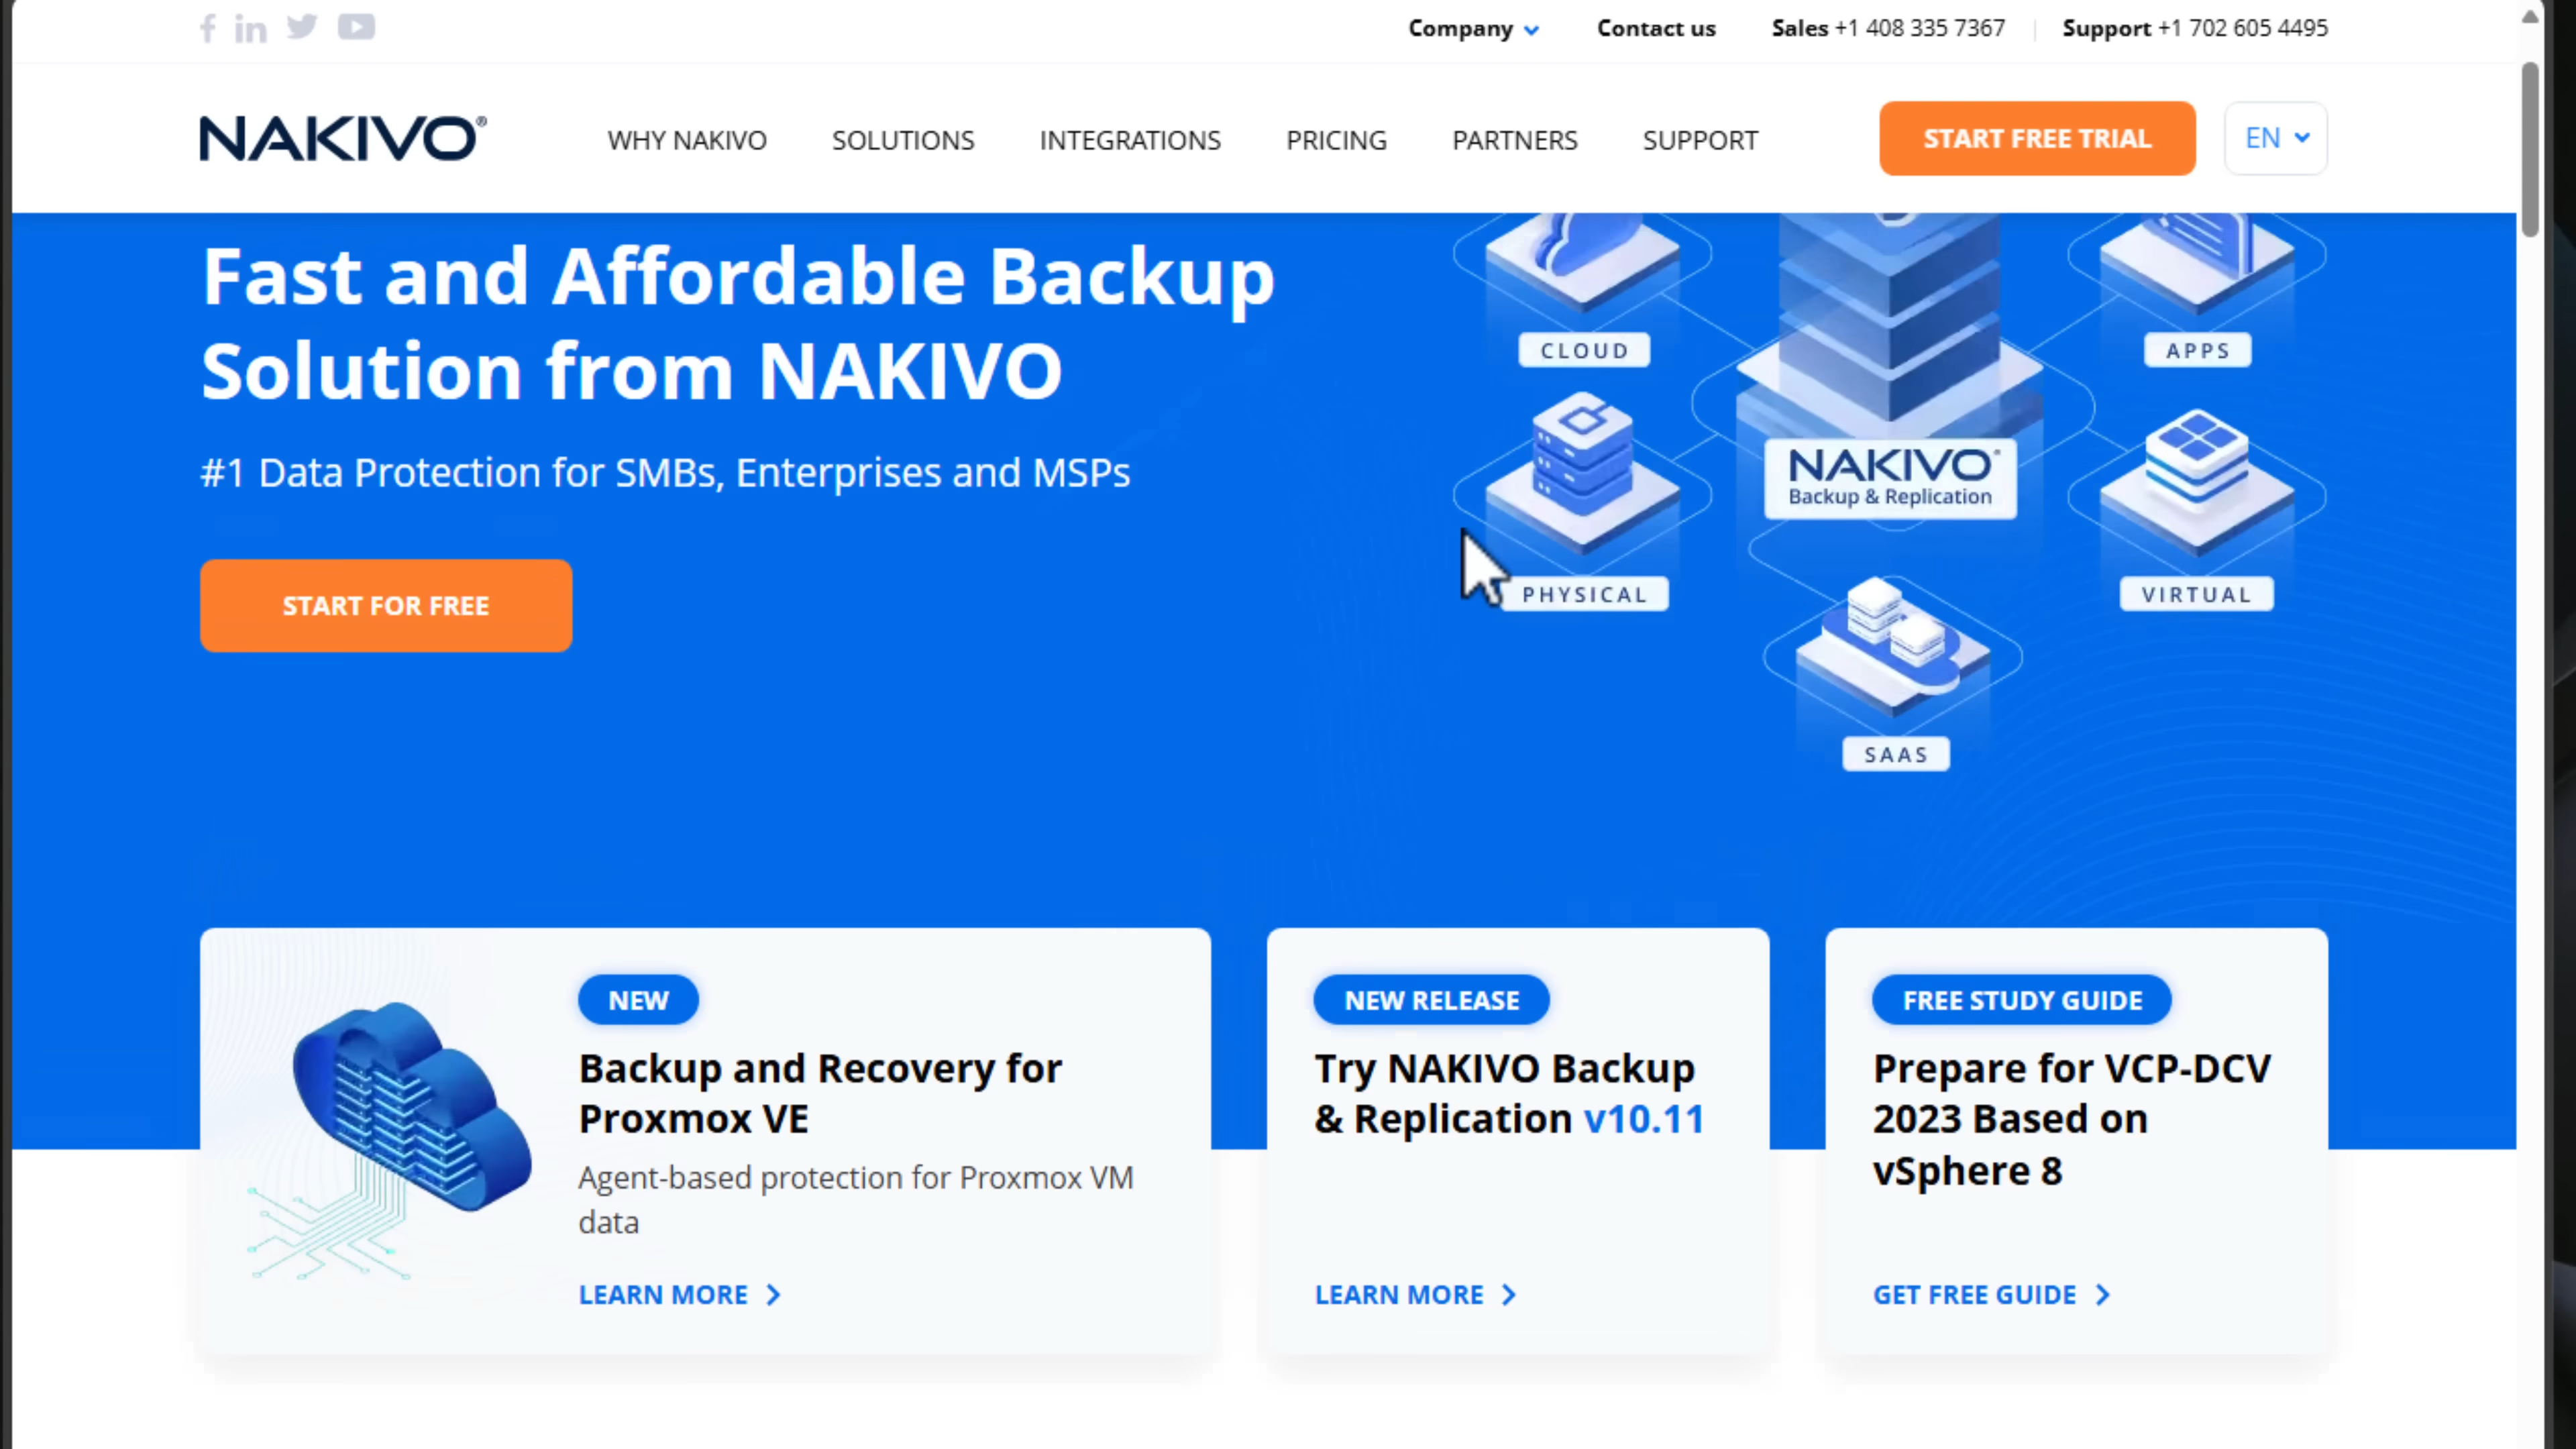 Company
Contact us
Sales +1 408 335 7367
Support +1 702 605 4495
NAKIVO®
WHY NAKIVO
SOLUTIONS
INTEGRATIONS
PRICING
PARTNERS
SUPPORT
START FREE TRIAL
EN
Fast and Affordable Backup
Solution from NAKIVO
#1 Data Protection for SMBs, Enterprises and MSPs
START FOR FREE
CLOUD
APPS
NAKIVO®
Backup & Replication
PHYSICAL
VIRTUAL
SAAS
NEW
Backup and Recovery for
Proxmox VE
Agent-based protection for Proxmox VM
data
LEARN MORE
NEW RELEASE
Try NAKIVO Backup
& Replication v10.11
LEARN MORE
FREE STUDY GUIDE
Prepare for VCP-DCV
2023 Based on
vSphere 8
GET FREE GUIDE